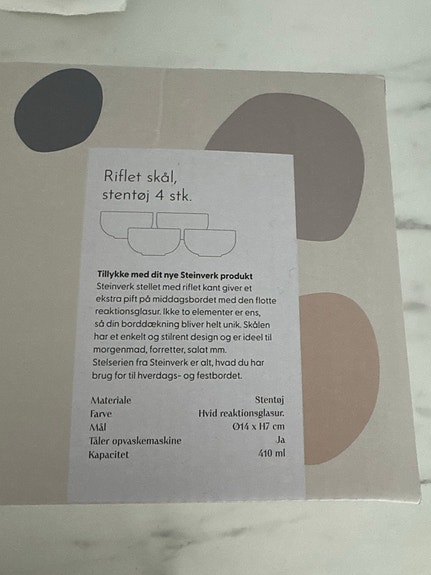 Riflet skål,
stentøj 4 stk.
Tillykke med dit nye Steinverk produkt
Steinverk stellet med riflet kant giver et
ekstra pift på middagsbordet med den flotte
reaktionsglasur. Ikke to elementer er ens,
så din borddækning bliver helt unik. Skålen
har et enkelt og stilrent design og er ideel til
morgenmad, forretter, salat mm.
Stelserien fra Steinverk er alt, hvad du har
brug for til hverdags- og festbordet.
Materiale Stentøj
Farve Hvid reaktionsglasur.
Mål Ø14 x H7 cm
Tåler opvaskemaskine Ja
Kapacitet 410 ml